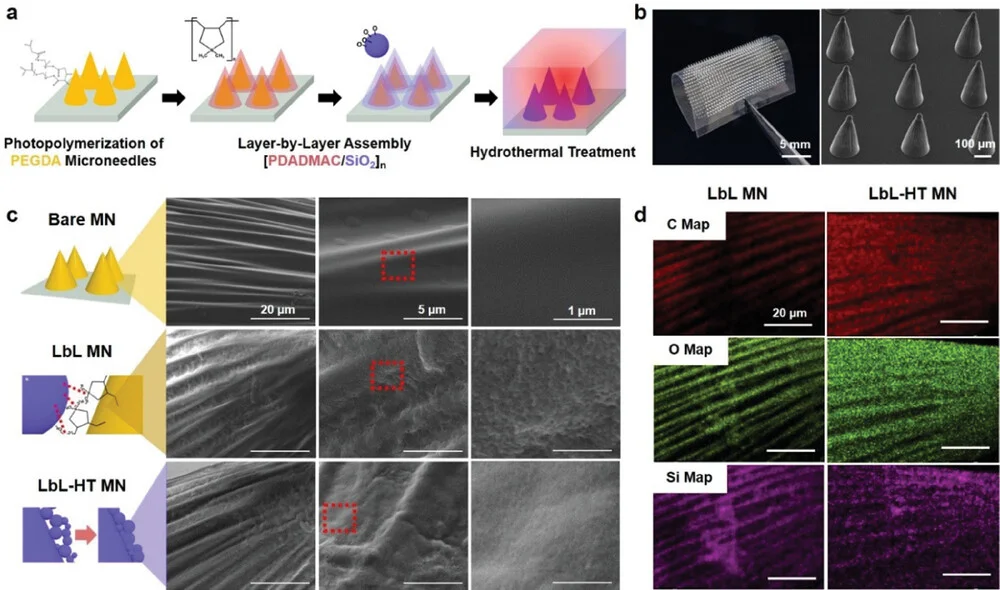 a
Photopolymerization of
PEGDA Microneedles
Layer-by-Layer Assembly
[PDADMAC/SiO₂]n
Hydrothermal Treatment
b
5 mm
100 μm
c
Bare MN
20 μm
5 μm
1 μm
LbL MN
LbL-HT MN
d
LbL MN
LbL-HT MN
C Map
20 μm
O Map
Si Map